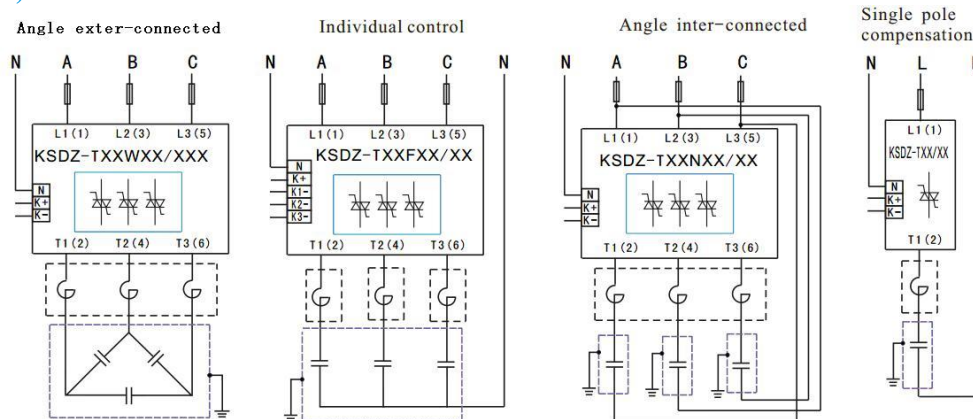 Angle exter-connected
N A B C
L1(1) L2(3) L3(5)
KSDZ-TXXWXX/XXX
N
K+
K-
T1(2) T2(4) T3(6)
Individual control
N A B C N
L1(1) L2(3) L3(5)
KSDZ-TXXFXX/XX
N
K+
K1-
K2-
K3-
T1(2) T2(4) T3(6)
Angle inter-connected
N A B C
L1(1) L2(3) L3(5)
KSDZ-TXXNXX/XX
N
K+
K-
T1(2) T2(4) T3(6)
Single pole
compensation
N L
L1(1)
KSDZ-TXX/XX
N
K+
K-
T1(2)